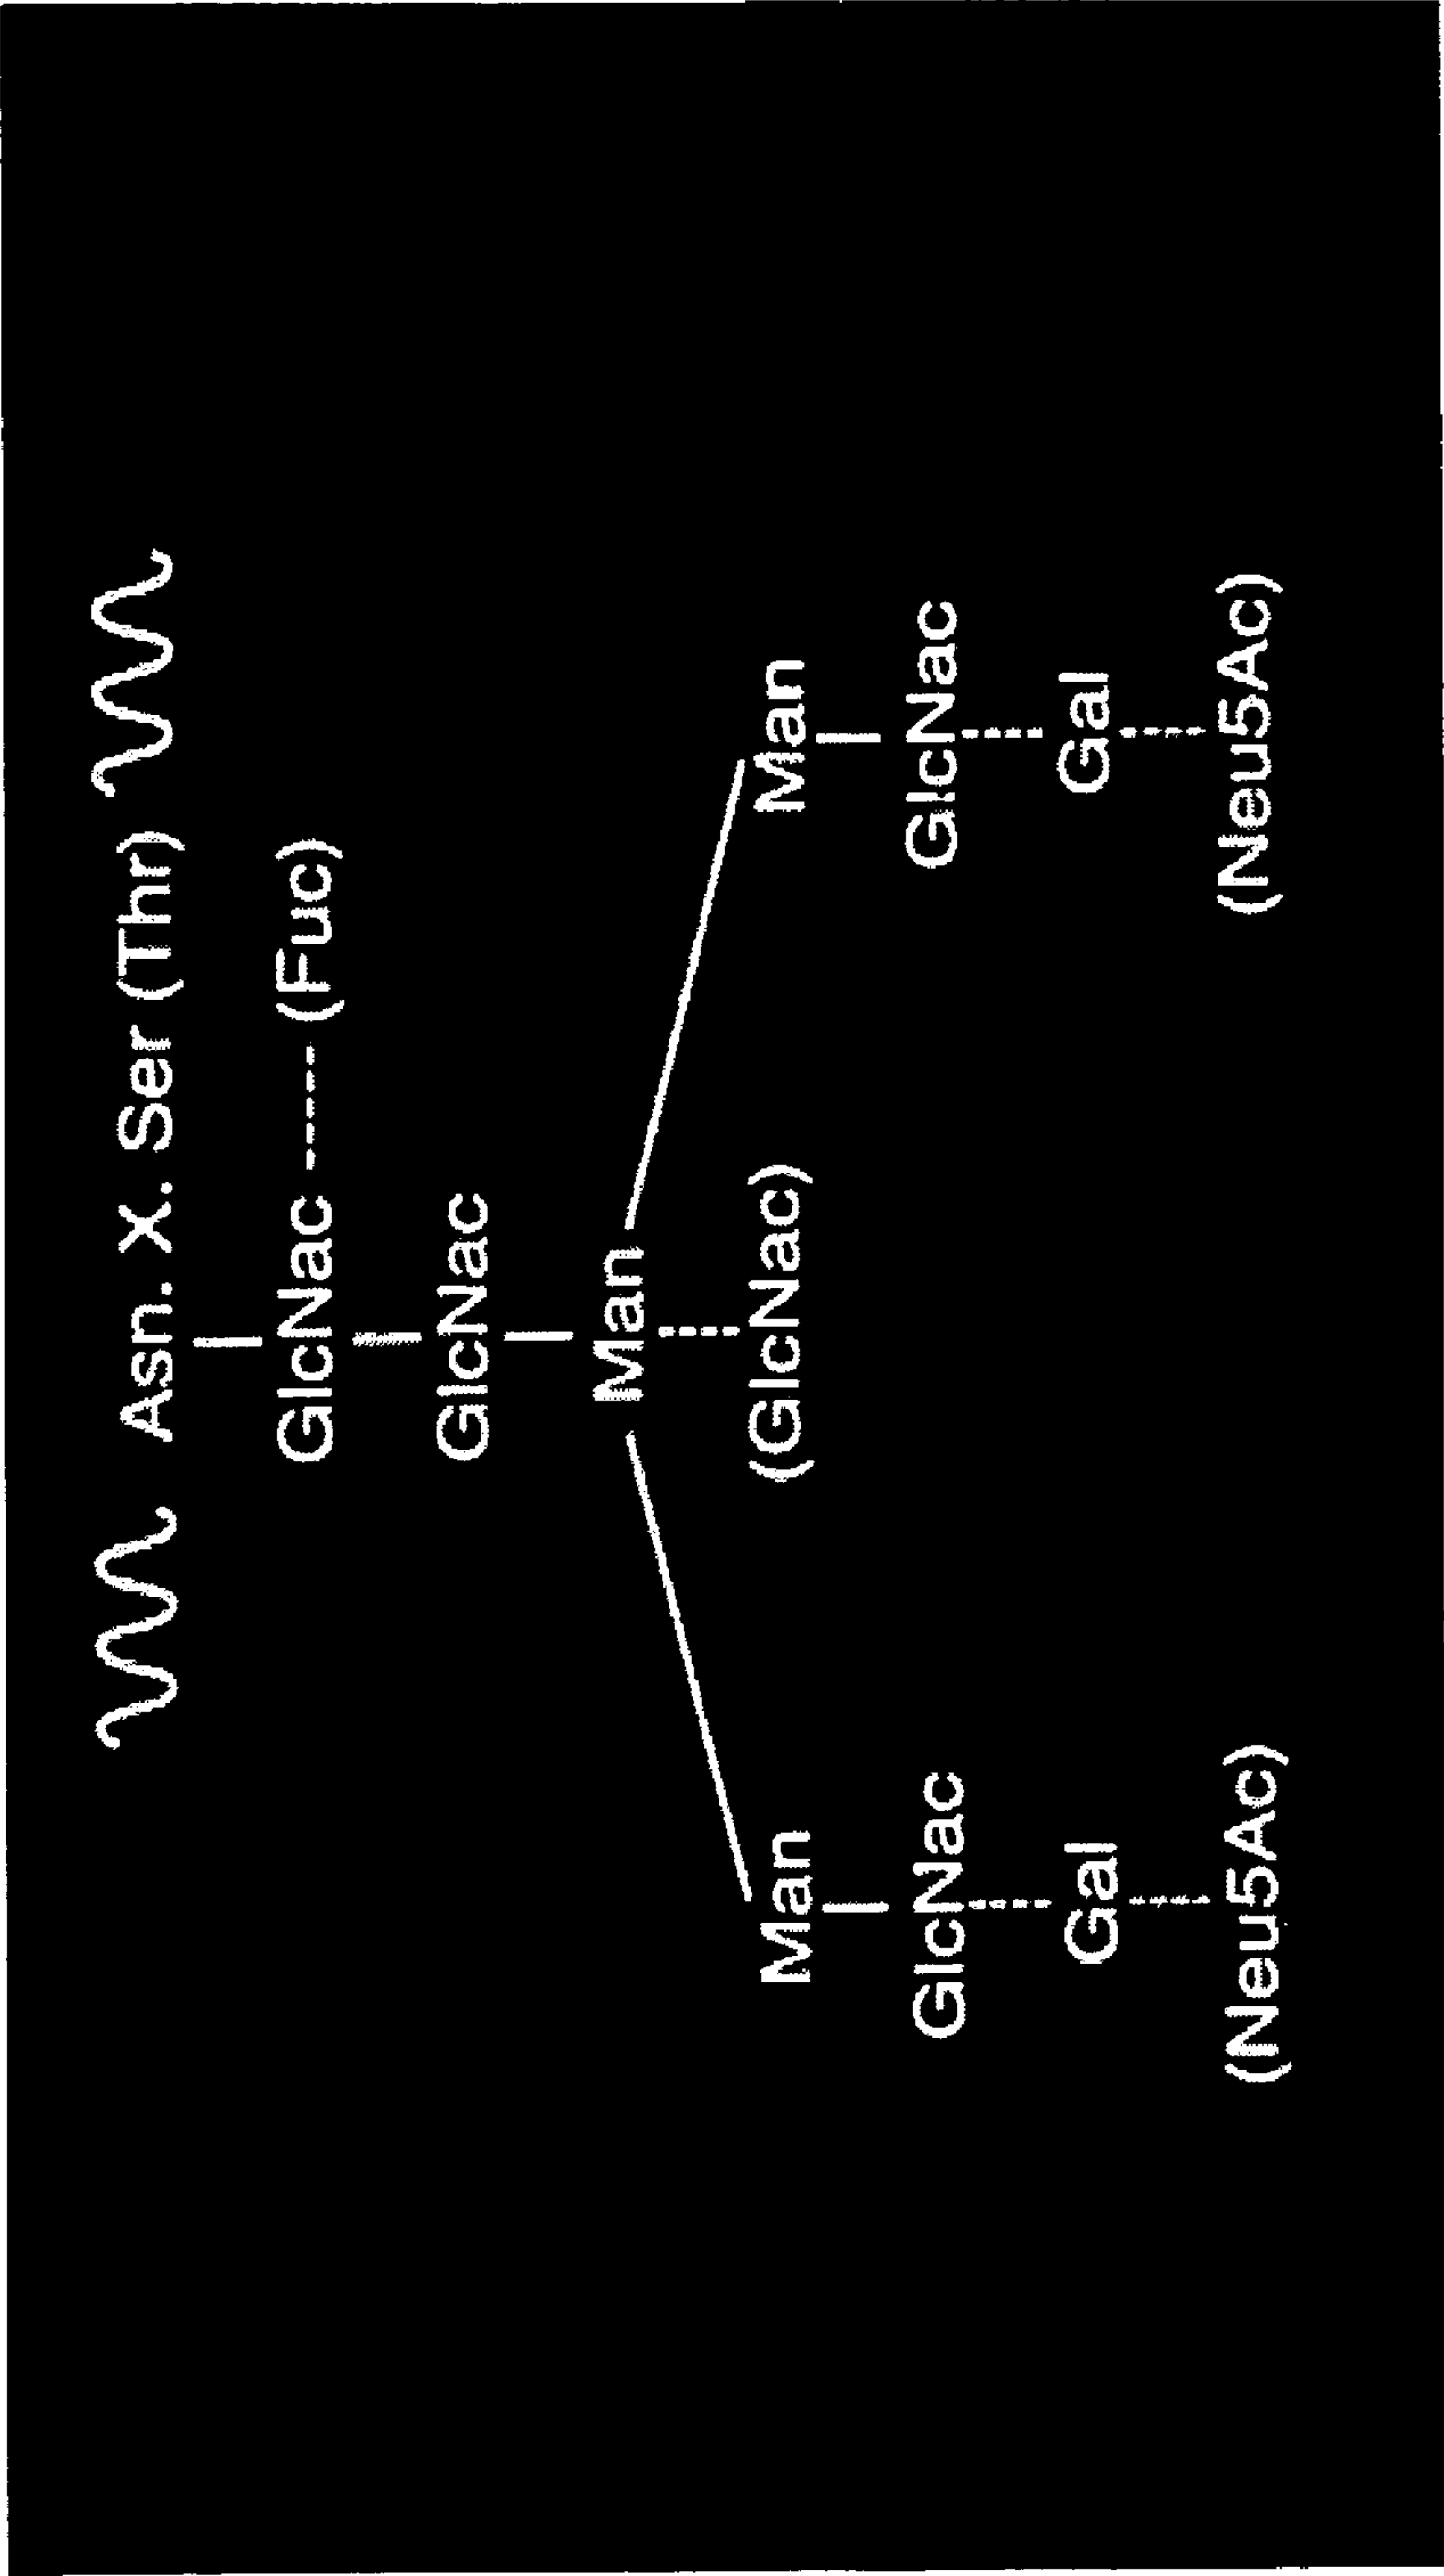 Asn. X. Ser (Thr)
GlcNac (Fuc)
GlcNac
Man
Man (GlcNac) Man
GlcNac GlcNac
Gal Gal
(Neu5Ac) (Neu5Ac)